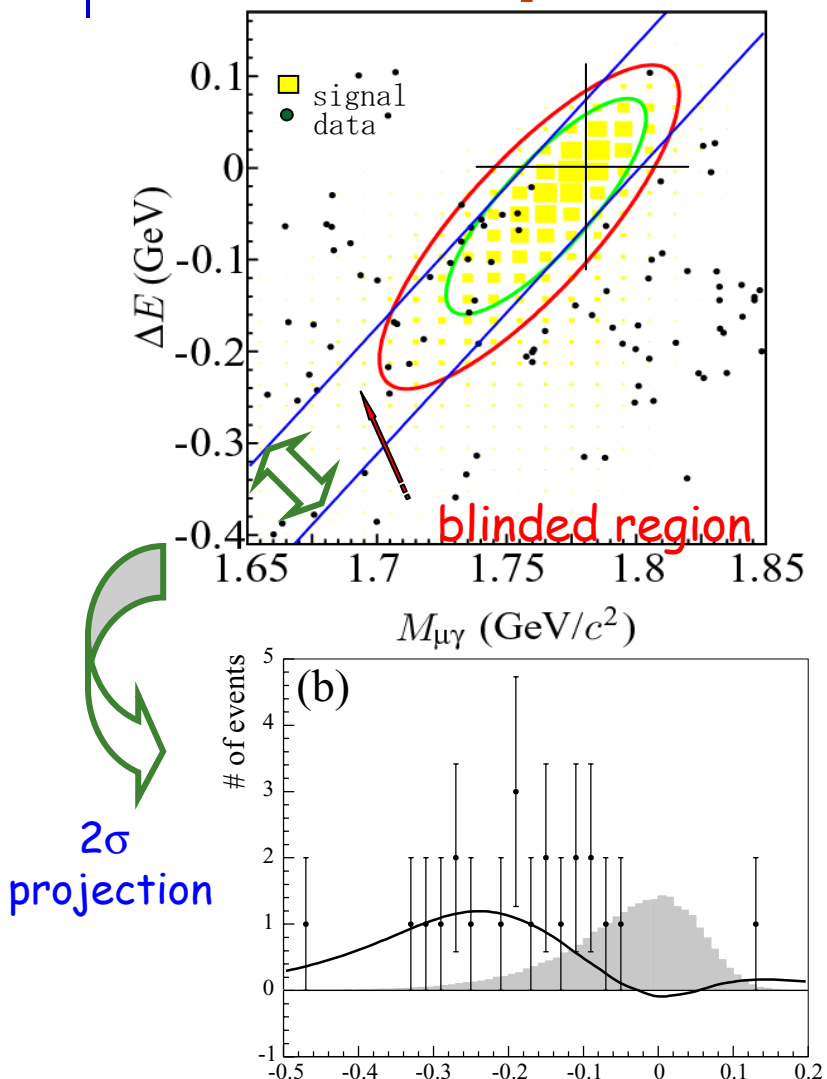 0.1
0
-0.1
-0.2
-0.3
-0.4
ΔE (GeV)
signal
data
blinded region
1.65 1.7 1.75 1.8 1.85
Mμγ (GeV/c²)
5
4
3
2
1
0
-1
# of events
(b)
2σ
projection
-0.5 -0.4 -0.3 -0.2 -0.1 0 0.1 0.2